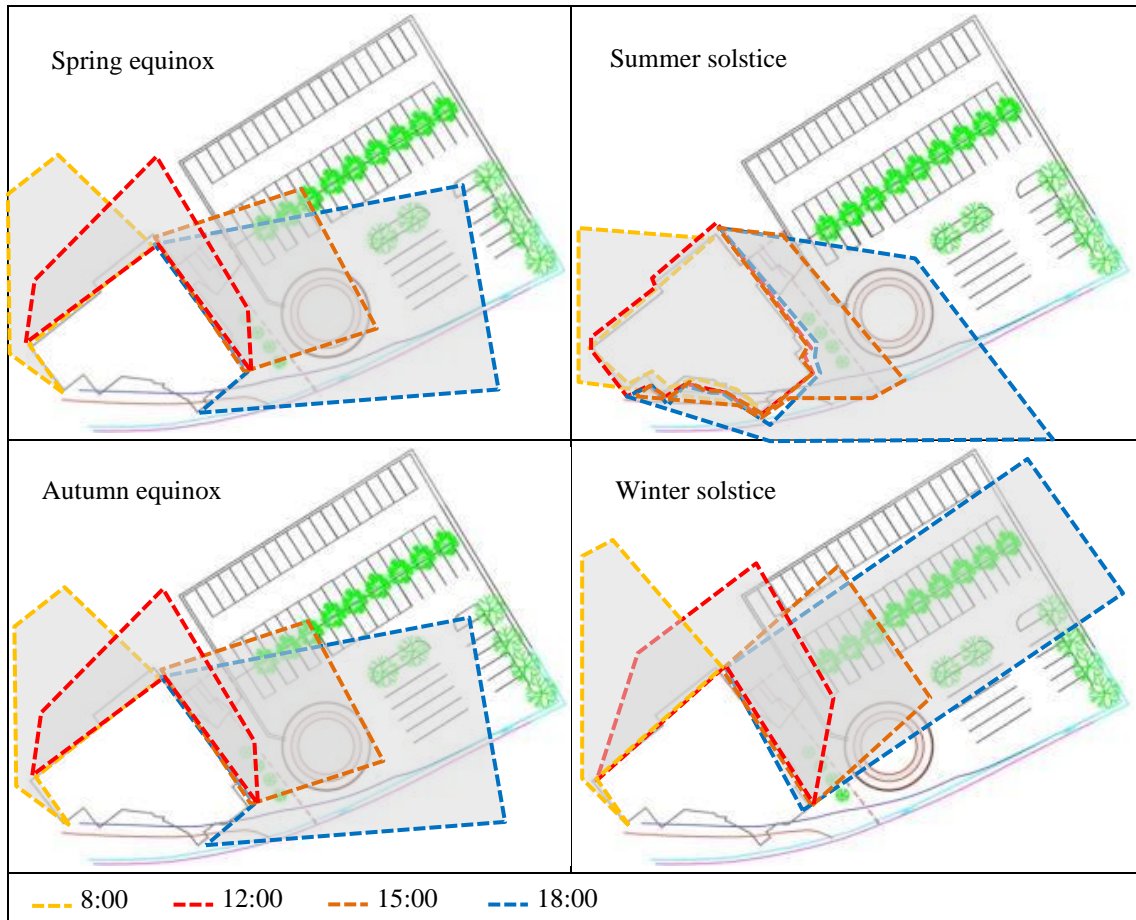 Spring equinox
Summer solstice
Autumn equinox
Winter solstice
8:00 12:00 15:00 18:00